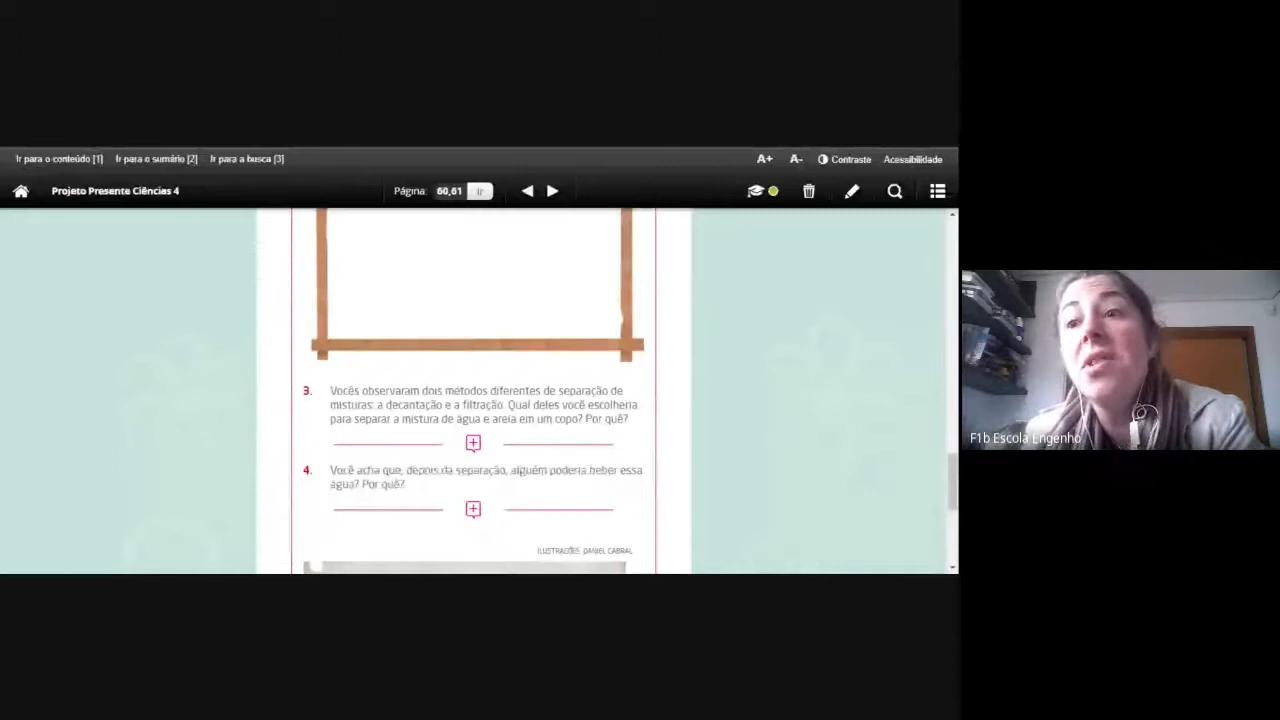 Ir para o conteúdo [1] Ir para o sumário [2] Ir para a busca [3] A+ A- Contraste Acessibilidade
Projeto Presente Ciências 4 Página: 60,61 Ir
3. Vocês observaram dois métodos diferentes de separação de
misturas: a decantação e a filtração. Qual deles você escolheria
para separar a mistura de água e areia em um copo? Por quê?
4. Você acha que, depois da separação, alguém poderia beber essa
água? Por quê?
ILUSTRAÇÕES: DANIEL CABRAL
F1b Escola Engenho